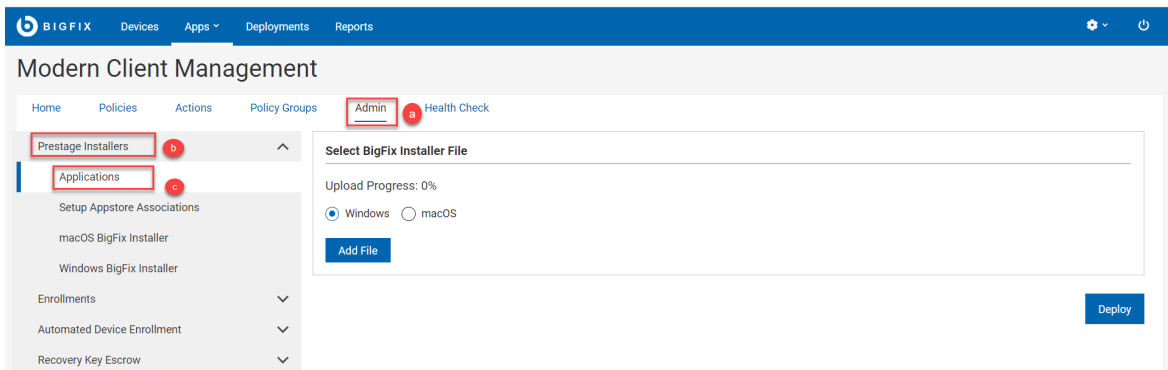 BIGFIX Devices Apps Deployments Reports
Modern Client Management
Home Policies Actions Policy Groups Admin a Health Check
Prestage Installers b
Applications c
Setup Appstore Associations
macOS BigFix Installer
Windows BigFix Installer
Enrollments
Automated Device Enrollment
Recovery Key Escrow
Select BigFix Installer File
Upload Progress: 0%
Windows macOS
Add File
Deploy